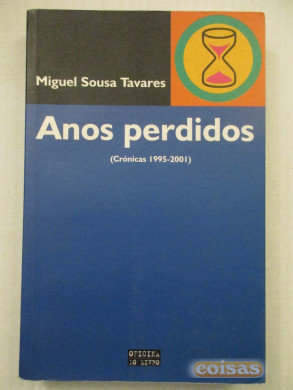 Miguel Sousa Tavares
Anos perdidos
(Crónicas 1995-2001)
OFICINA
DO LIVRO
coisas